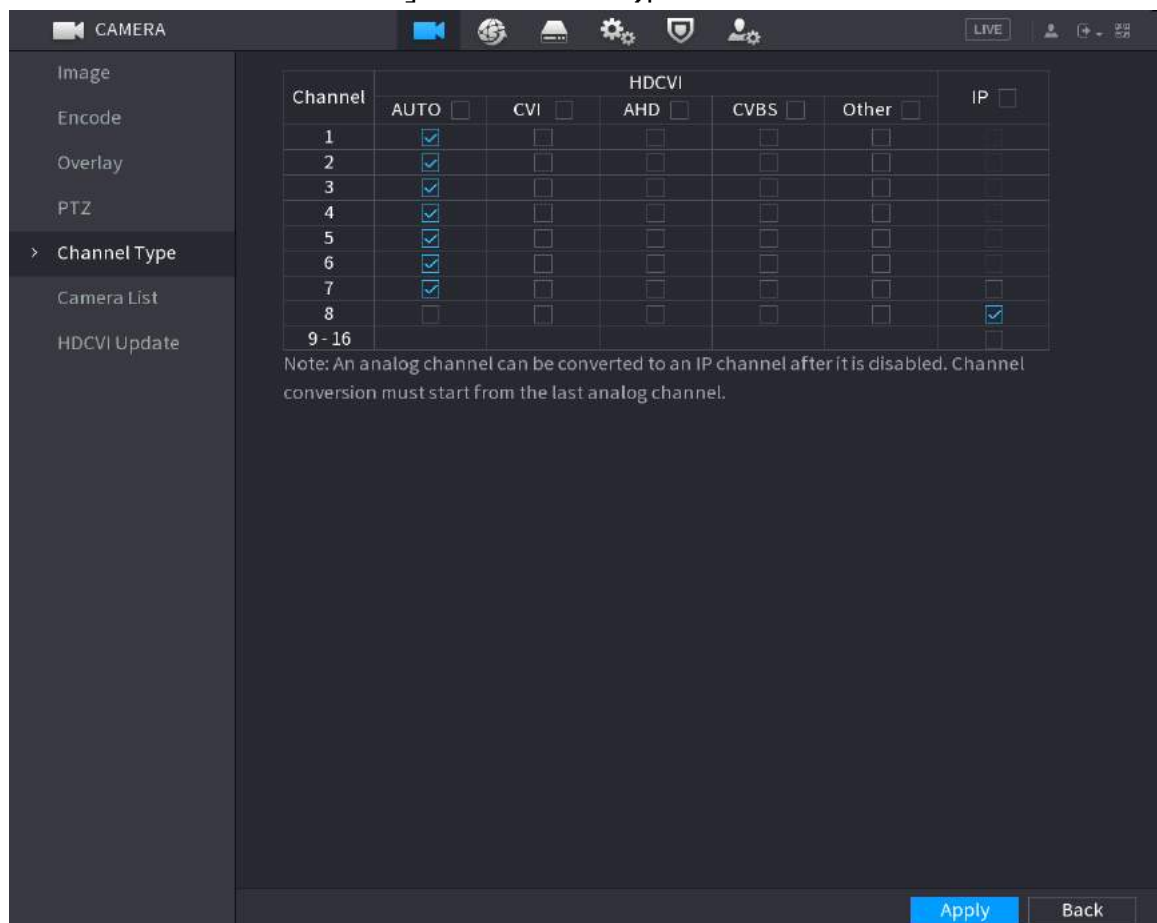 CAMERA
LIVE
Image
Encode
Overlay
PTZ
> Channel Type
Camera List
HDCVI Update
Channel HDCVI IP
AUTO CVI AHD CVBS Other
1
2
3
4
5
6
7
8
9 - 16
Note: An analog channel can be converted to an IP channel after it is disabled. Channel
conversion must start from the last analog channel.
Apply Back